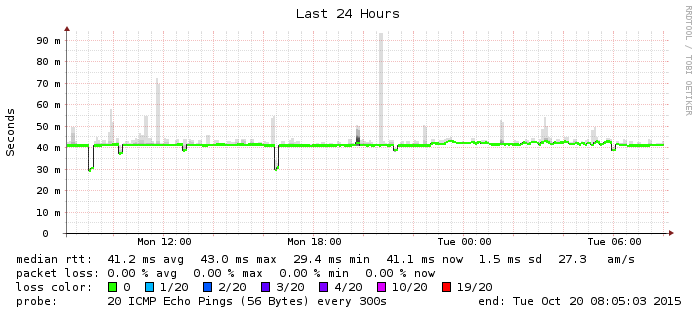 Last 24 Hours
RRDTOOL / TOBI OETIKER
Seconds
90 m
80 m
70 m
60 m
50 m
40 m
30 m
20 m
10 m
0
Mon 12:00 Mon 18:00 Tue 00:00 Tue 06:00
median rtt: 41.2 ms avg 43.0 ms max 29.4 ms min 41.1 ms now 1.5 ms sd 27.3 am/s
packet loss: 0.00 % avg 0.00 % max 0.00 % min 0.00 % now
loss color: 0 1/20 2/20 3/20 4/20 10/20 19/20
probe: 20 ICMP Echo Pings (56 Bytes) every 300s end: Tue Oct 20 08:05:03 2015